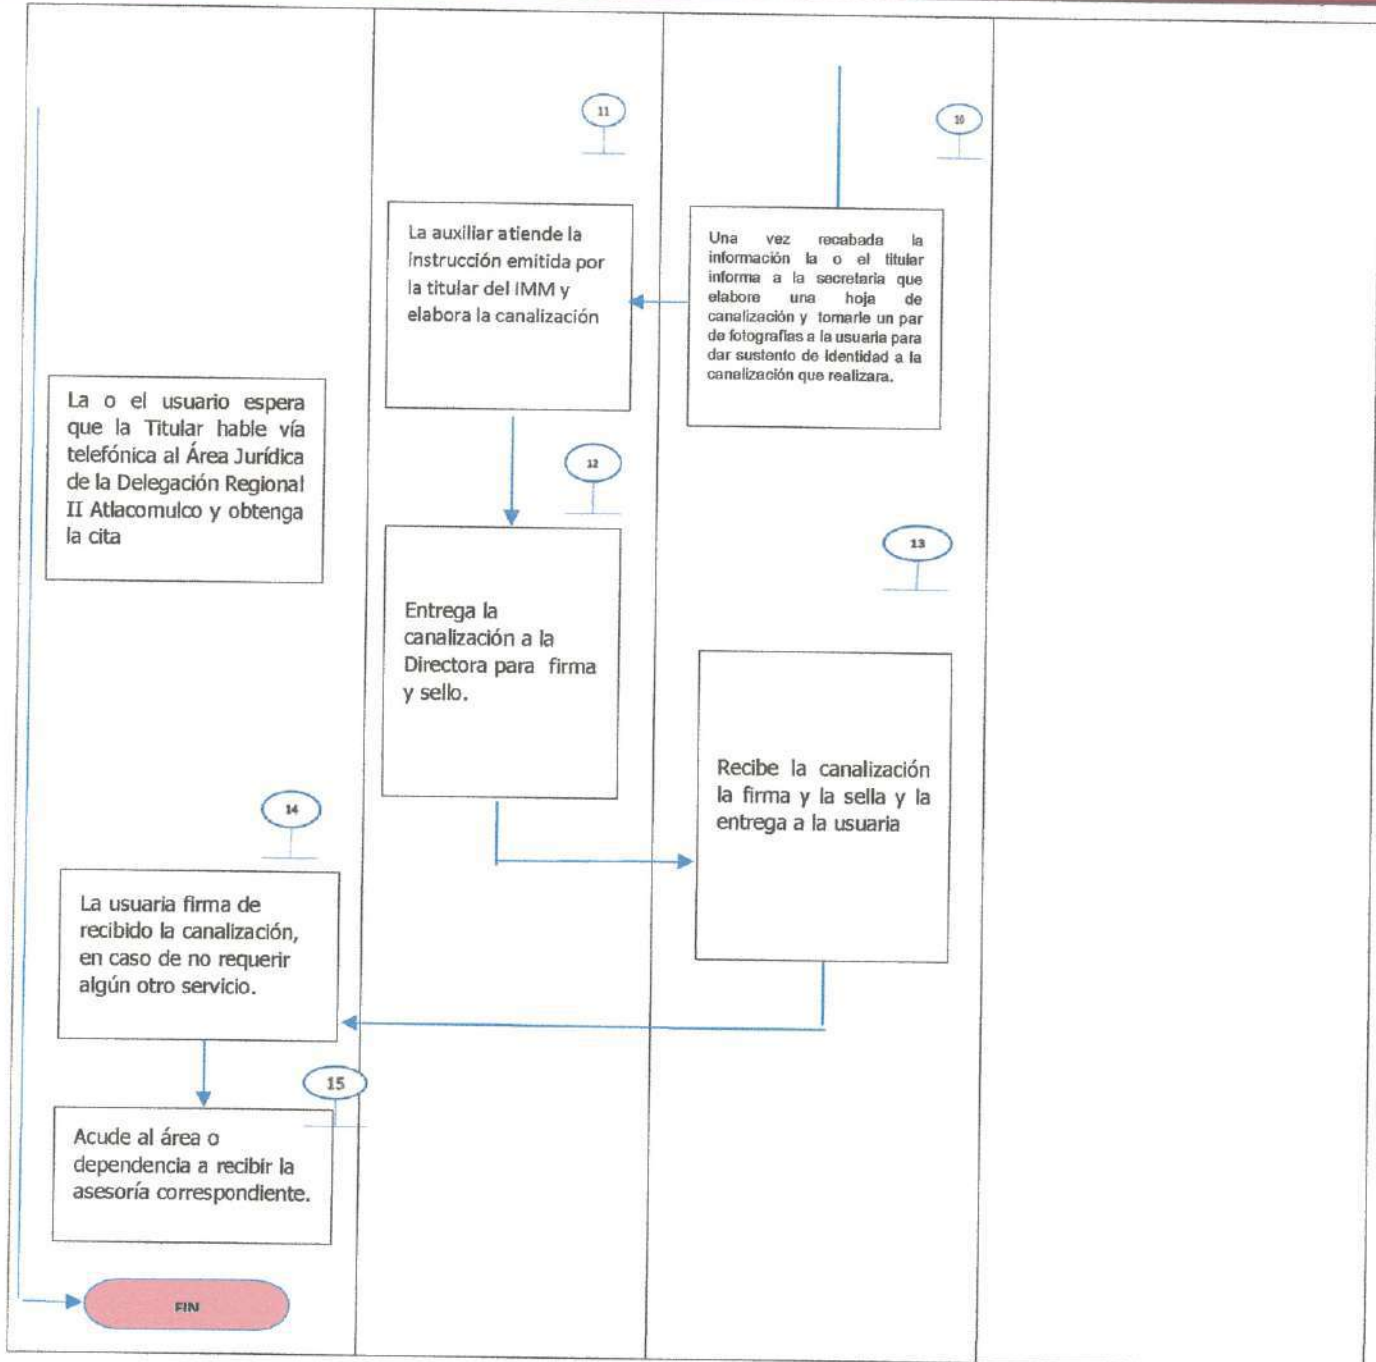 11
10
La auxiliar atiende la
instrucción emitida por
la titular del IMM y
elabora la canalización
Una vez recabada la
información la o el titular
informa a la secretaria que
elabore una hoja de
canalización y tomarle un par
de fotografías a la usuaria para
dar sustento de identidad a la
canalización que realizara.
La o el usuario espera
que la Titular hable vía
telefónica al Área Jurídica
de la Delegación Regional
II Atlacomulco y obtenga
la cita
12
Entrega la
canalización a la
Directora para firma
y sello.
13
Recibe la canalización
la firma y la sella y la
entrega a la usuaria
14
La usuaria firma de
recibido la canalización,
en caso de no requerir
algún otro servicio.
15
Acude al área o
dependencia a recibir la
asesoría correspondiente.
FIN